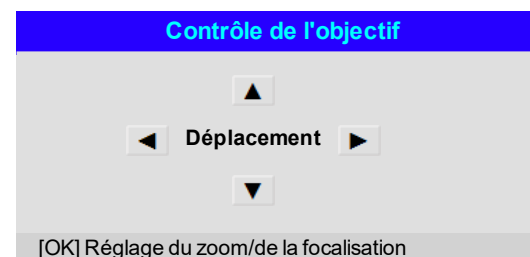 Contrôle de l'objectif
Déplacement
[OK] Réglage du zoom/de la focalisation